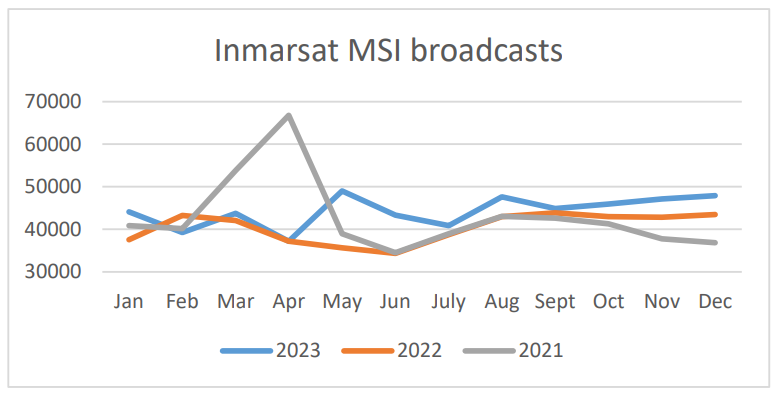 Inmarsat MSI broadcasts
70000
60000
50000
40000
30000
Jan Feb Mar Apr May Jun July Aug Sept Oct Nov Dec
2023 2022 2021